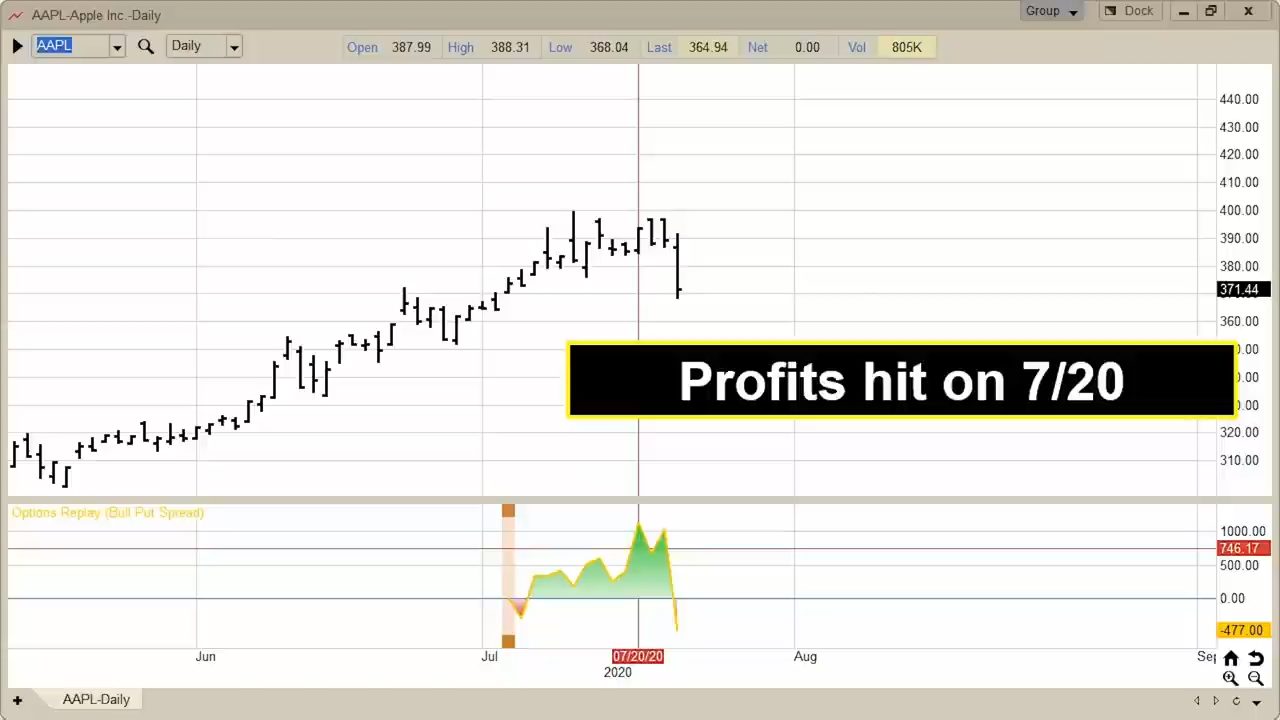 AAPL-Apple Inc.-Daily
Group
Dock
AAPL
Daily
Open 387.99 High 388.31 Low 368.04 Last 364.94 Net 0.00 Vol 805K
440.00
430.00
420.00
410.00
400.00
390.00
380.00
371.44
360.00
Profits hit on 7/20
320.00
310.00
Options Replay (Bull Put Spread)
1000.00
746.17
500.00
0.00
-477.00
Jun
Jul
07/20/20
Aug
2020
AAPL-Daily